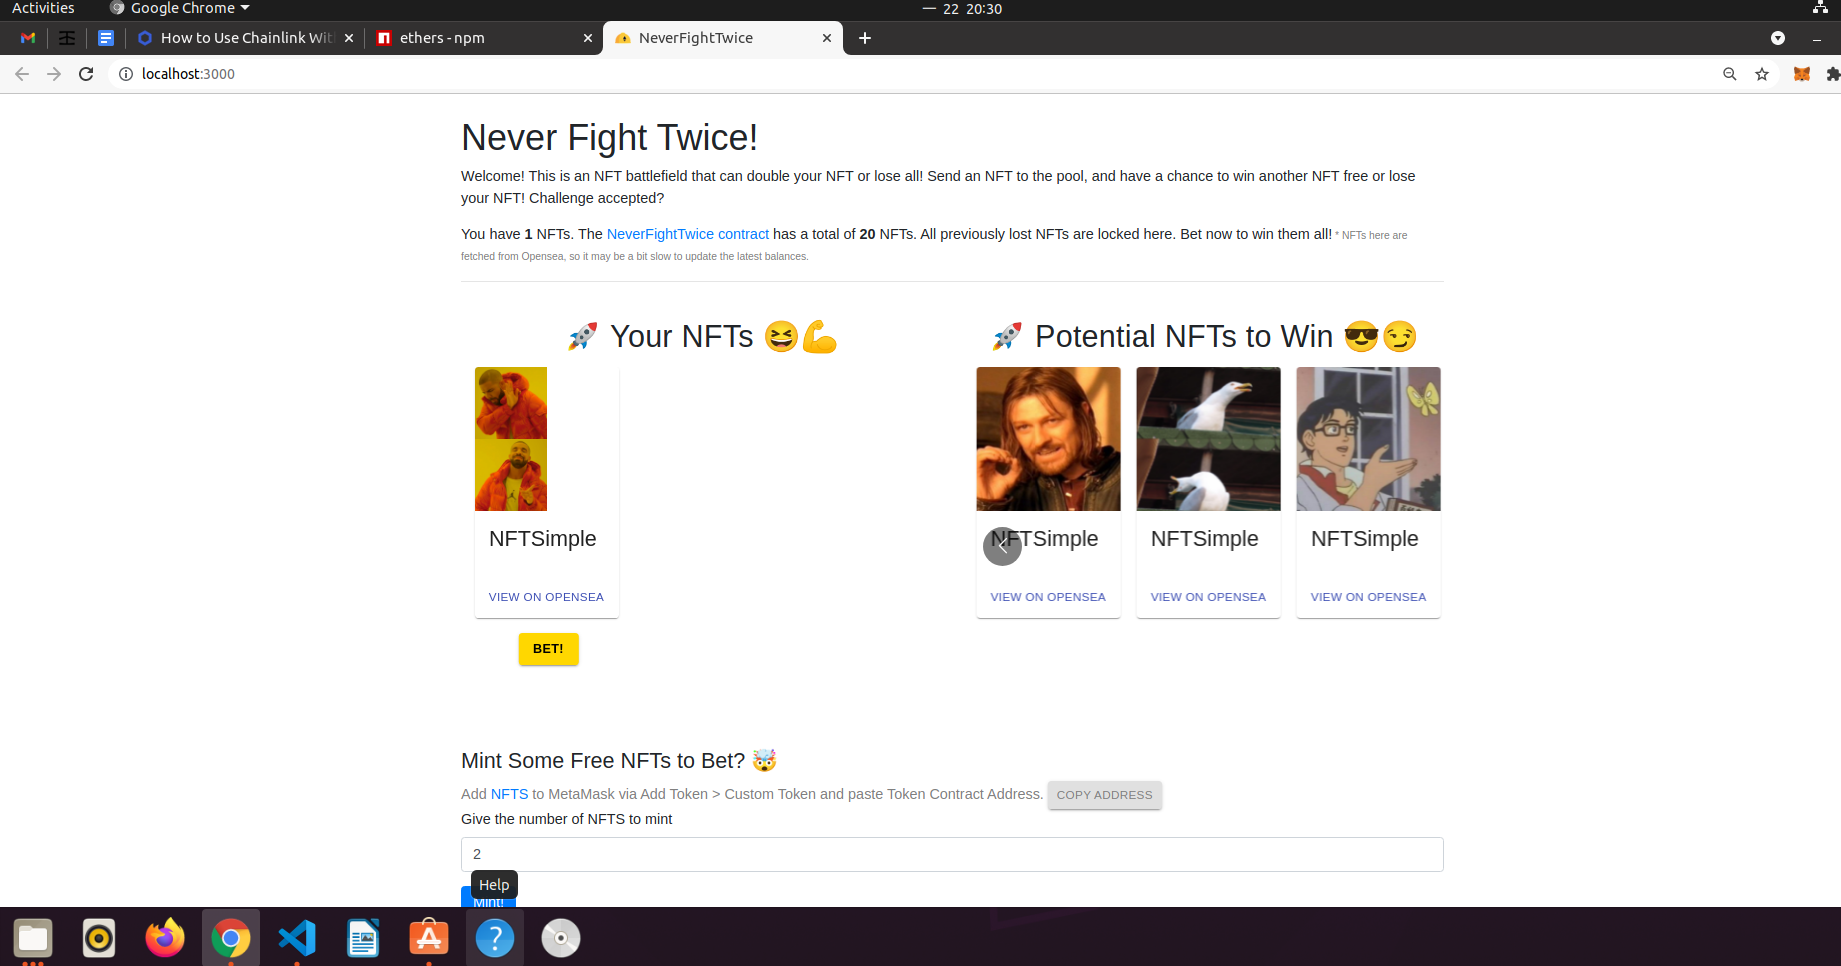 Activities
Google Chrome
一 22 20:30
How to Use Chainlink Wit
ethers - npm
NeverFightTwice
localhost:3000
Never Fight Twice!
Welcome! This is an NFT battlefield that can double your NFT or lose all! Send an NFT to the pool, and have a chance to win another NFT free or lose
your NFT! Challenge accepted?
You have 1 NFTs. The NeverFightTwice contract has a total of 20 NFTs. All previously lost NFTs are locked here. Bet now to win them all! * NFTs here are
fetched from Opensea, so it may be a bit slow to update the latest balances.
🚀 Your NFTs 😆💪
🚀 Potential NFTs to Win 😎😏
NFTSimple
NFTSimple
NFTSimple
NFTSimple
VIEW ON OPENSEA
VIEW ON OPENSEA
VIEW ON OPENSEA
VIEW ON OPENSEA
BET!
Mint Some Free NFTs to Bet? 🤯
Add NFTS to MetaMask via Add Token > Custom Token and paste Token Contract Address. COPY ADDRESS
Give the number of NFTS to mint
2
Help
Mint!